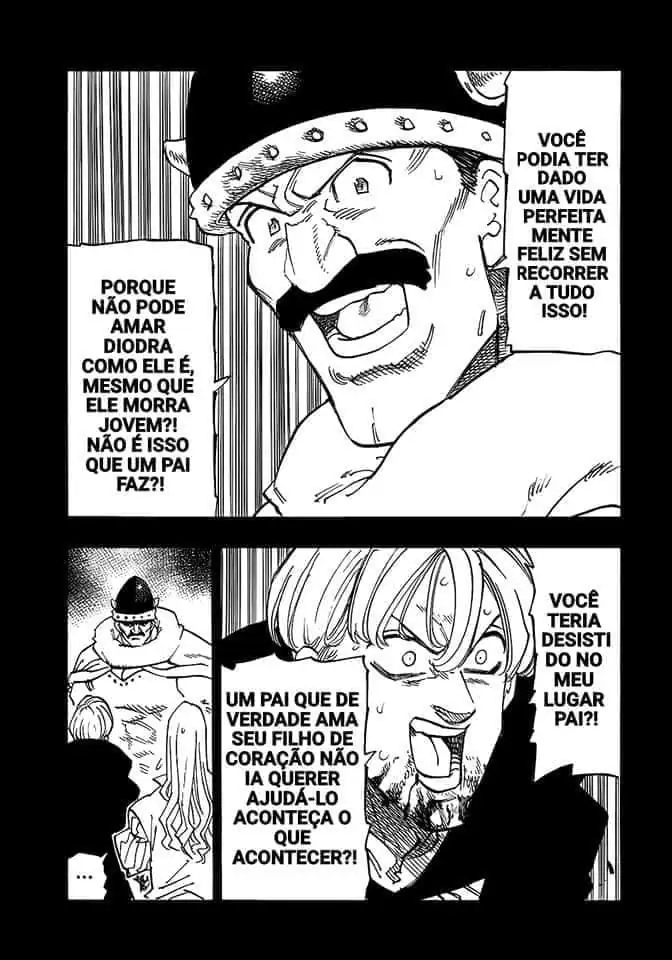 VOCÊ
PODIA TER
DADO
UMA VIDA
PERFEITA
MENTE
FELIZ SEM
RECORRER
A TUDO
ISSO!
PORQUE
NÃO PODE
AMAR
DIODRA
COMO ELE É,
MESMO QUE
ELE MORRA
JOVEM?!
NÃO É ISSO
QUE UM PAI
FAZ?!
VOCÊ
TERIA
DESISTI
DO NO
MEU
LUGAR
PAI?!
UM PAI QUE DE
VERDADE AMA
SEU FILHO DE
CORAÇÃO NÃO
IA QUERER
AJUDÁ-LO
ACONTEÇA O
QUE
ACONTECER?!
...